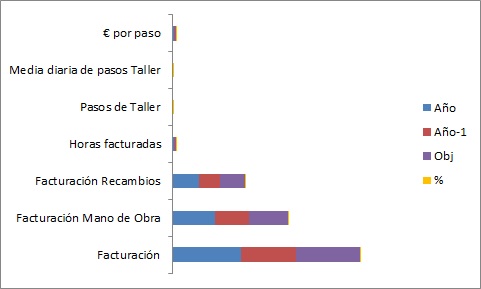 € por paso
Media diaria de pasos Taller
Pasos de Taller
Horas facturadas
Facturación Recambios
Facturación Mano de Obra
Facturación
Año
Año-1
Obj
%